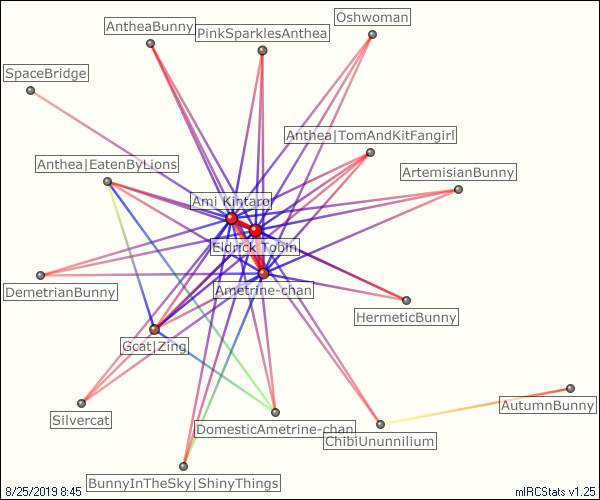 AntheaBunny
PinkSparklesAnthea
Oshwoman
SpaceBridge
Anthea|TomAndKitFangirl
Anthea|EatenByLions
ArtemisianBunny
Ami Kintaro
Eldrick Tobin
DemetrianBunny
Ametrine-chan
HermeticBunny
Gcat|Zing
AutumnBunny
Silvercat
DomesticAmetrine-chan
ChibiUnunnilium
BunnyInTheSky|ShinyThings
8/25/2019 8:45
mIRCStats v1.25